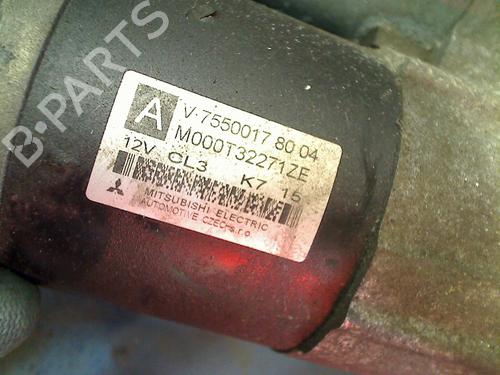 B-PARTS
A
V-7550017 80 04
M000T32271ZE
12V CL3 K7 15
MITSUBISHI ELECTRIC
AUTOMOTIVE CZECH s.r.o